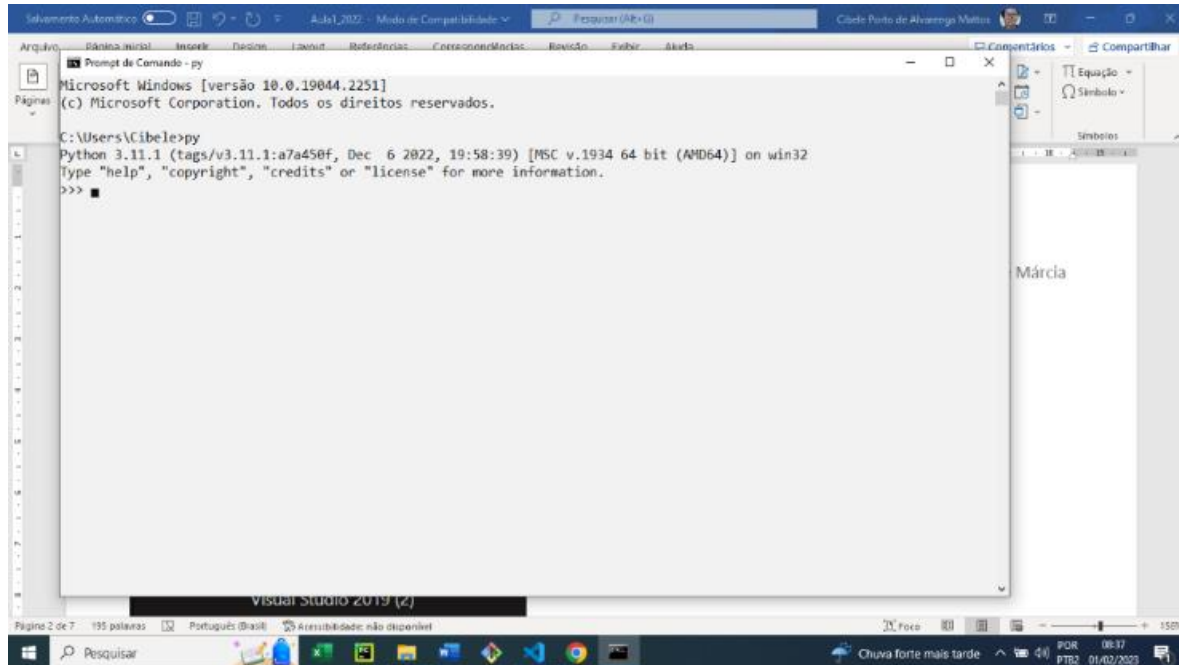 Salvamento Automático
Aula1_2022 - Modo de Compatibilidade
Pesquisar (Alt+G)
Cibele Porto de Alvarenga Mattos
Arquivo Página Inicial Inserir Design Layout Referências Correspondências Revisão Exibir Ajuda
Comentários
Compartilhar
Prompt de Comando - py
Páginas
Equação
Símbolo
Símbolos
Microsoft Windows [versão 10.0.19044.2251]
(c) Microsoft Corporation. Todos os direitos reservados.
C:\Users\Cibele>py
Python 3.11.1 (tags/v3.11.1:a7a450f, Dec 6 2022, 19:58:39) [MSC v.1934 64 bit (AMD64)] on win32
Type "help", "copyright", "credits" or "license" for more information.
>>>
Márcia
Visual Studio 2019 (2)
Página 2 de 7 195 palavras Português (Brasil) Acessibilidade: não disponível
Foco
Pesquisar
Chuva forte mais tarde
POR
PTB2
08:37
01/02/2023